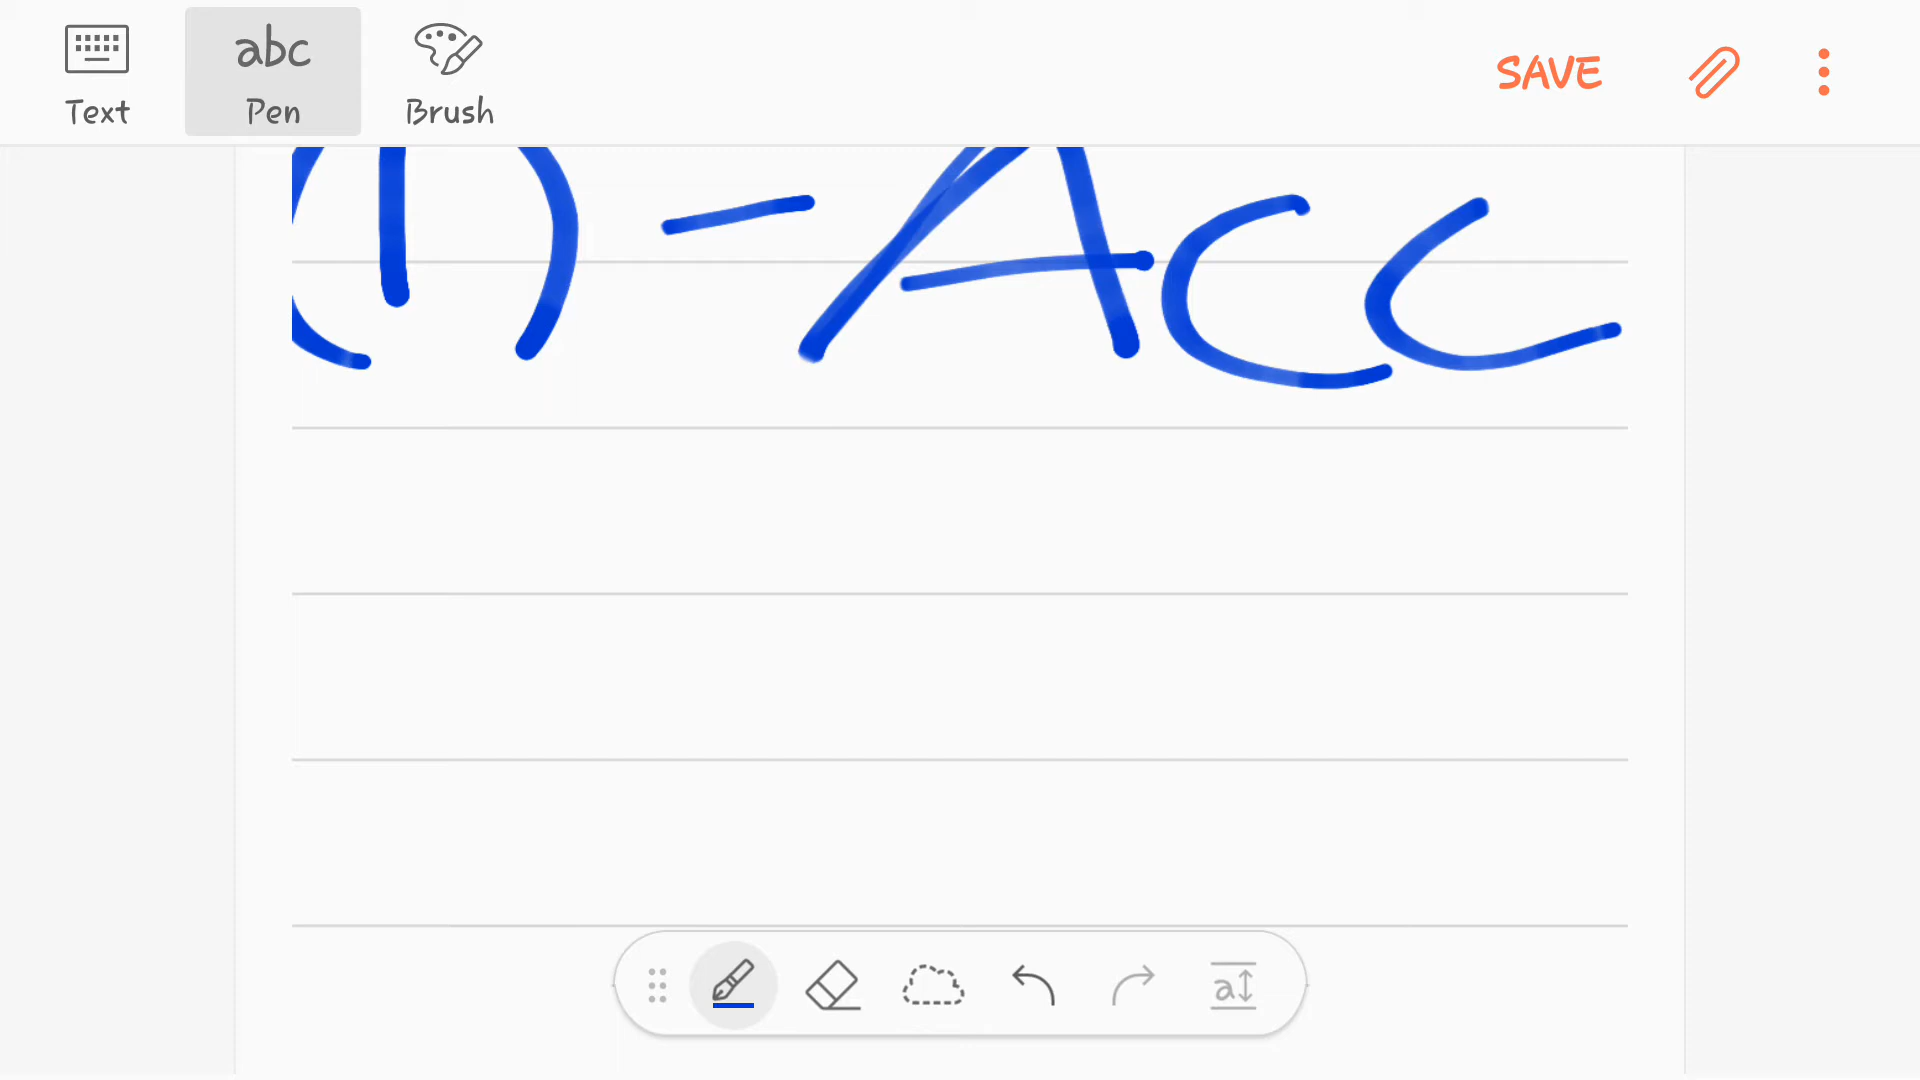 abc
SAVE
Text
Pen
Brush
(1) - Acc
a